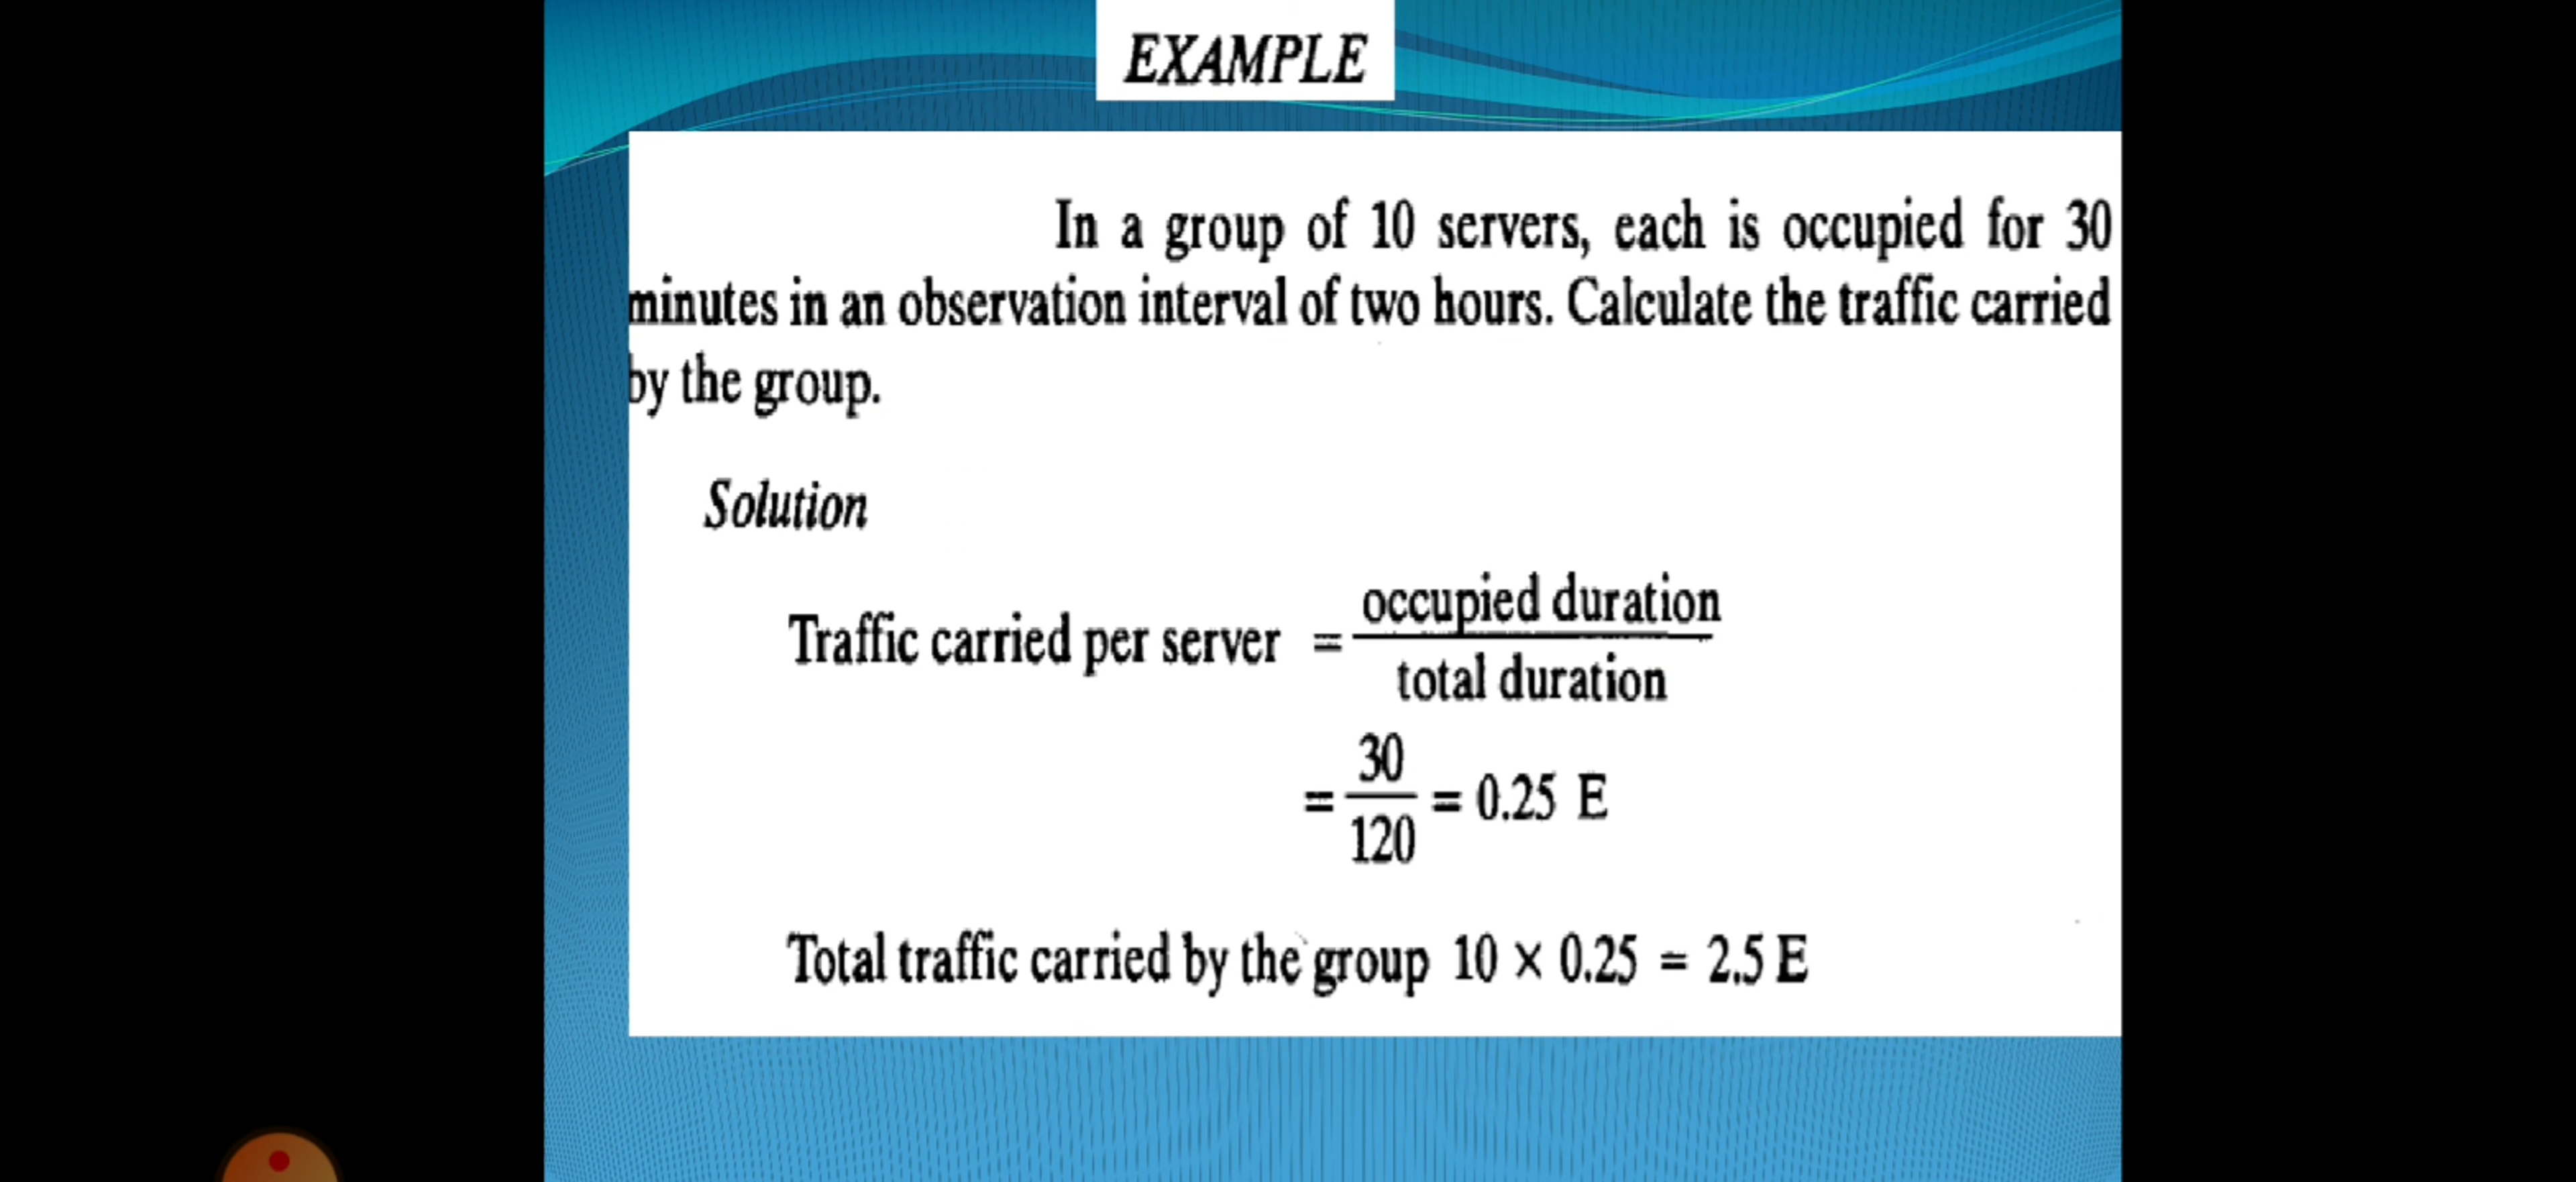 EXAMPLE
In a group of 10 servers, each is occupied for 30
minutes in an observation interval of two hours. Calculate the traffic carried
by the group.
Solution
Traffic carried per server = occupied duration / total duration
= 30 / 120 = 0.25 E
Total traffic carried by the group 10 × 0.25 = 2.5 E